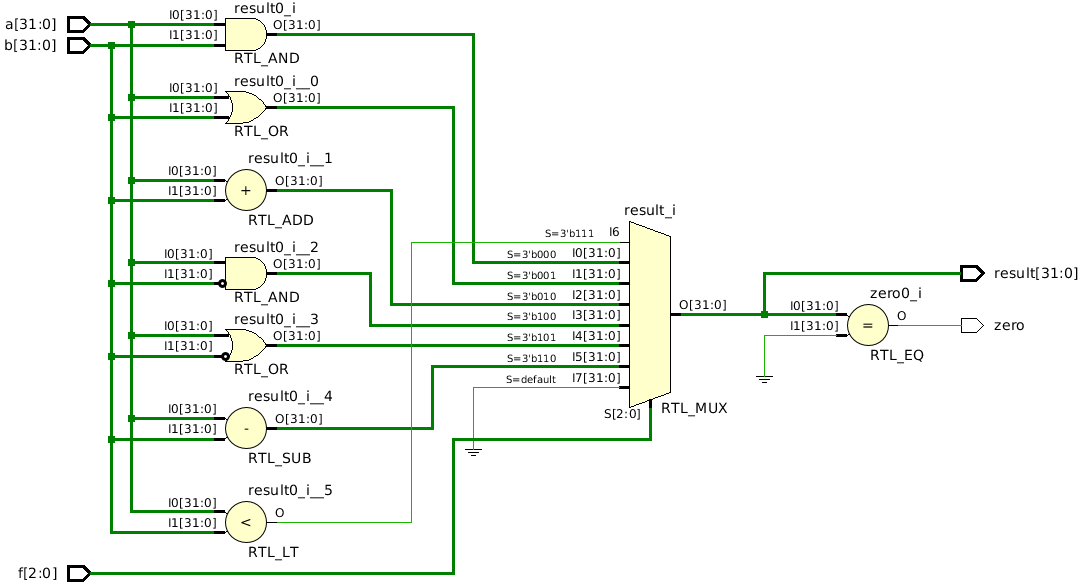 a[31:0]
b[31:0]
result0_i
I0[31:0]
I1[31:0]
O[31:0]
RTL_AND
result0_i__0
I0[31:0]
I1[31:0]
O[31:0]
RTL_OR
result0_i__1
I0[31:0]
I1[31:0]
+
O[31:0]
RTL_ADD
result0_i__2
I0[31:0]
I1[31:0]
O[31:0]
RTL_AND
result0_i__3
I0[31:0]
I1[31:0]
O[31:0]
RTL_OR
result0_i__4
I0[31:0]
I1[31:0]
-
O[31:0]
RTL_SUB
result0_i__5
I0[31:0]
I1[31:0]
<
O
RTL_LT
f[2:0]
result_i
S=3'b111 I6
S=3'b000 I0[31:0]
S=3'b001 I1[31:0]
S=3'b010 I2[31:0]
S=3'b100 I3[31:0]
S=3'b101 I4[31:0]
S=3'b110 I5[31:0]
S=default I7[31:0]
S[2:0]
O[31:0]
RTL_MUX
result[31:0]
zero0_i
I0[31:0]
I1[31:0]
=
O
RTL_EQ
zero